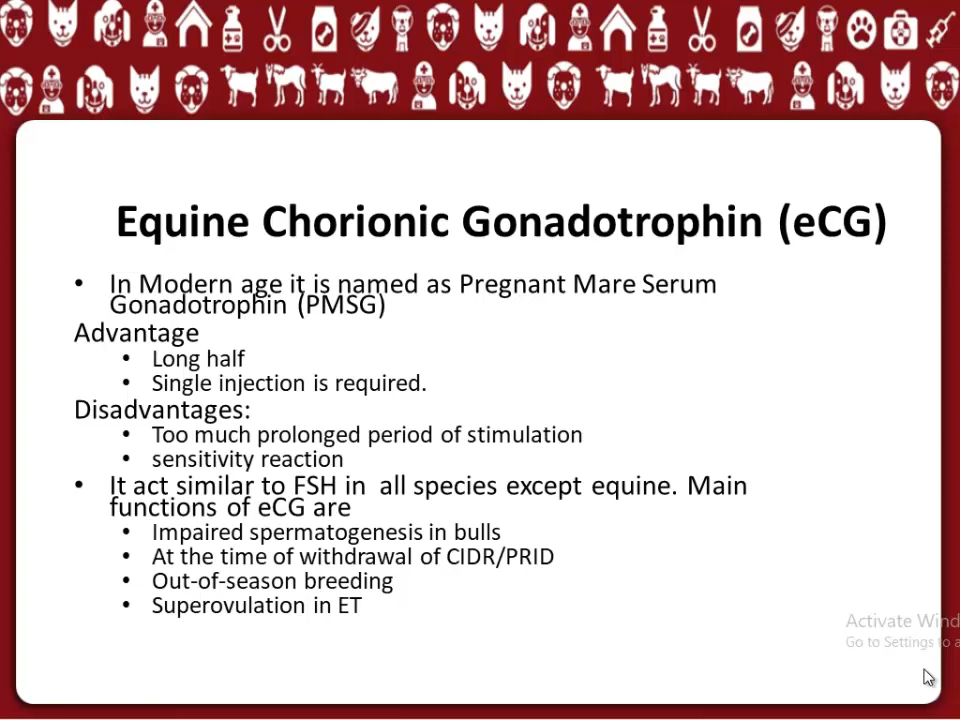 Equine Chorionic Gonadotrophin (eCG)
• In Modern age it is named as Pregnant Mare Serum
Gonadotrophin (PMSG)
Advantage
• Long half
• Single injection is required.
Disadvantages:
• Too much prolonged period of stimulation
• sensitivity reaction
• It act similar to FSH in all species except equine. Main
functions of eCG are
• Impaired spermatogenesis in bulls
• At the time of withdrawal of CIDR/PRID
• Out-of-season breeding
• Superovulation in ET
Activate Wind
Go to Settings to a